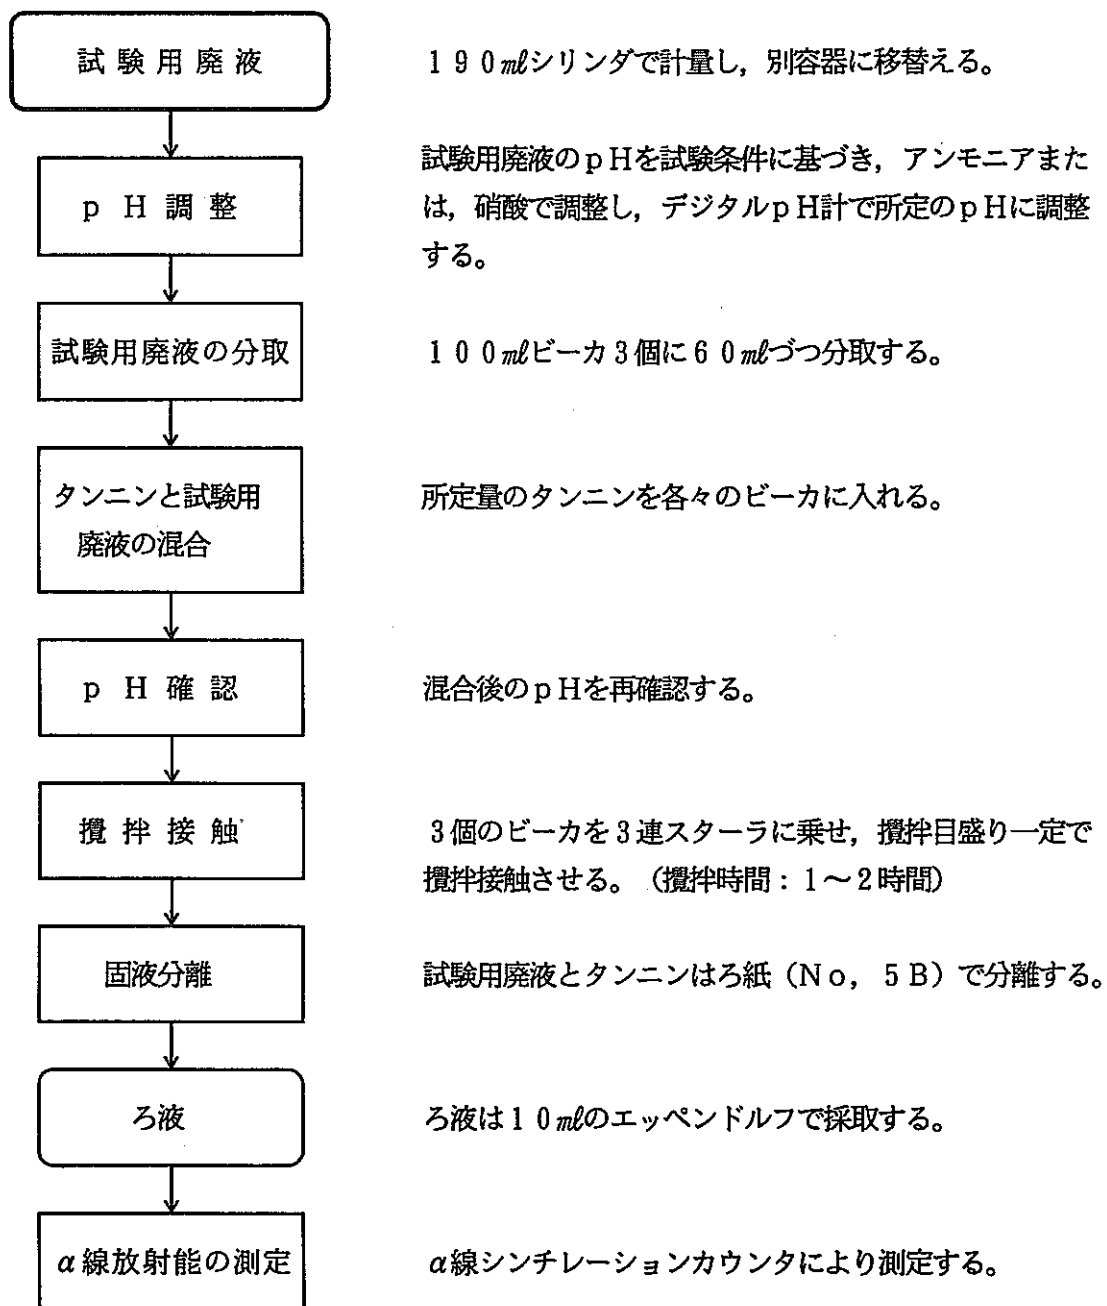 試験用廃液
190mlシリンダで計量し，別容器に移替える。
pH調整
試験用廃液のpHを試験条件に基づき，アンモニアまた
は，硝酸で調整し，デジタルpH計で所定のpHに調整
する。
試験用廃液の分取
100mlビーカ3個に60mlづつ分取する。
タンニンと試験用
廃液の混合
所定量のタンニンを各々のビーカに入れる。
pH確認
混合後のpHを再確認する。
攪拌接触
3個のビーカを3連スターラに乗せ，攪拌目盛り一定で
攪拌接触させる。（攪拌時間：1～2時間）
固液分離
試験用廃液とタンニンはろ紙（No，5B）で分離する。
ろ液
ろ液は10mlのエッペンドルフで採取する。
α線放射能の測定
α線シンチレーションカウンタにより測定する。